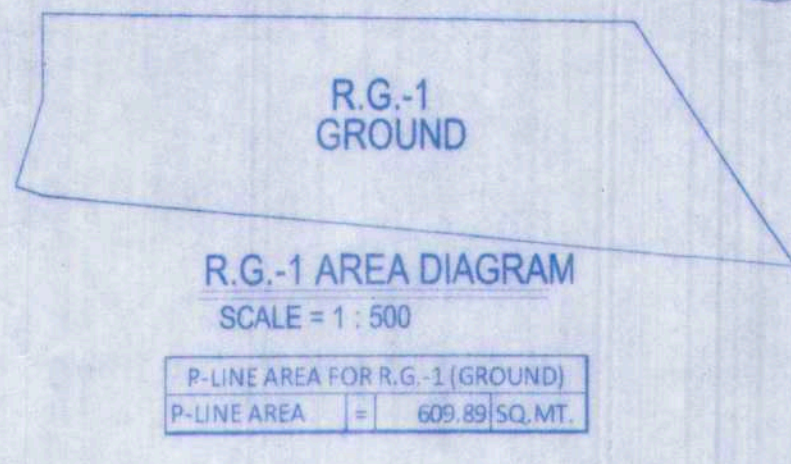 R.G.-1
GROUND
R.G.-1 AREA DIAGRAM
SCALE = 1 : 500
P-LINE AREA FOR R.G.-1 (GROUND)
P-LINE AREA = 609.89 SQ.MT.